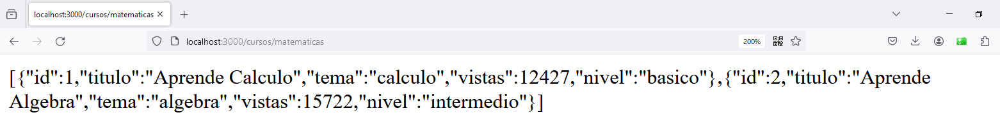 localhost:3000/cursos/matematicas
localhost:3000/cursos/matematicas
200%
[{"id":1,"titulo":"Aprende Calculo","tema":"calculo","vistas":12427,"nivel":"basico"},{"id":2,"titulo":"Aprende
Algebra","tema":"algebra","vistas":15722,"nivel":"intermedio"}]